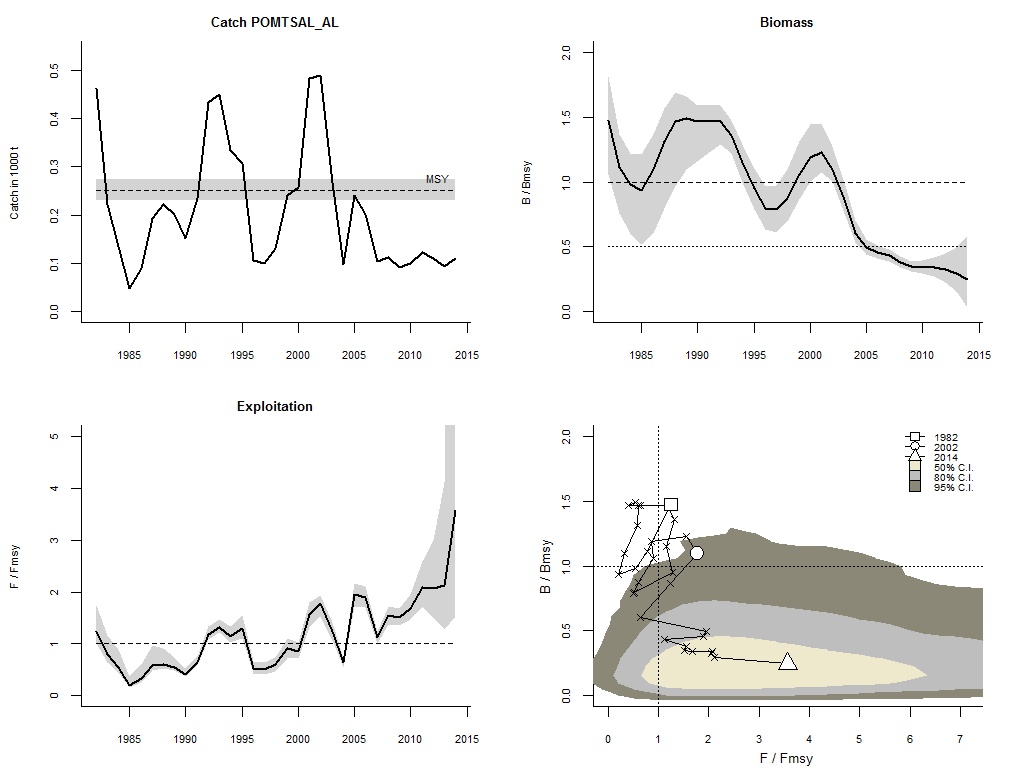 Catch POMTSAL_AL
Catch in 1000 t
0.0 0.1 0.2 0.3 0.4 0.5
MSY
1985 1990 1995 2000 2005 2010 2015
Biomass
B / Bmsy
0.0 0.5 1.0 1.5 2.0
1985 1990 1995 2000 2005 2010 2015
Exploitation
F / Fmsy
0 1 2 3 4 5
1985 1990 1995 2000 2005 2010 2015
B / Bmsy
0.0 0.5 1.0 1.5 2.0
1982
2002
2014
50% C.I.
80% C.I.
95% C.I.
0 1 2 3 4 5 6 7
F / Fmsy